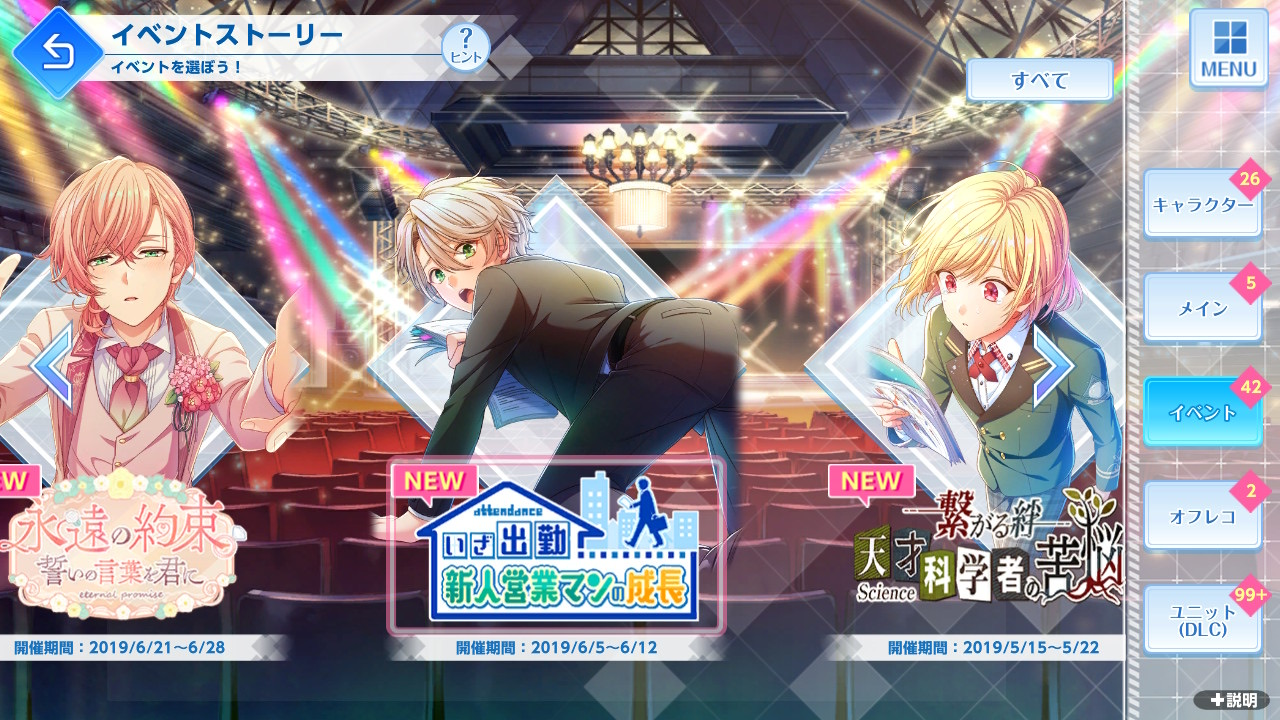 イベントストーリー
イベントを選ぼう！
?
ヒント
すべて
MENU
26
キャラクター
5
メイン
42
イベント
2
オフレコ
99+
ユニット
(DLC)
EW
永遠の約束
誓いの言葉を君に
eternal promise
開催期間：2019/6/21～6/28
NEW
attendance
いざ出勤
新人営業マンの成長
開催期間：2019/6/5～6/12
NEW
繋がる絆
天才科学者の苦悩
Science
開催期間：2019/5/15～5/22
+説明